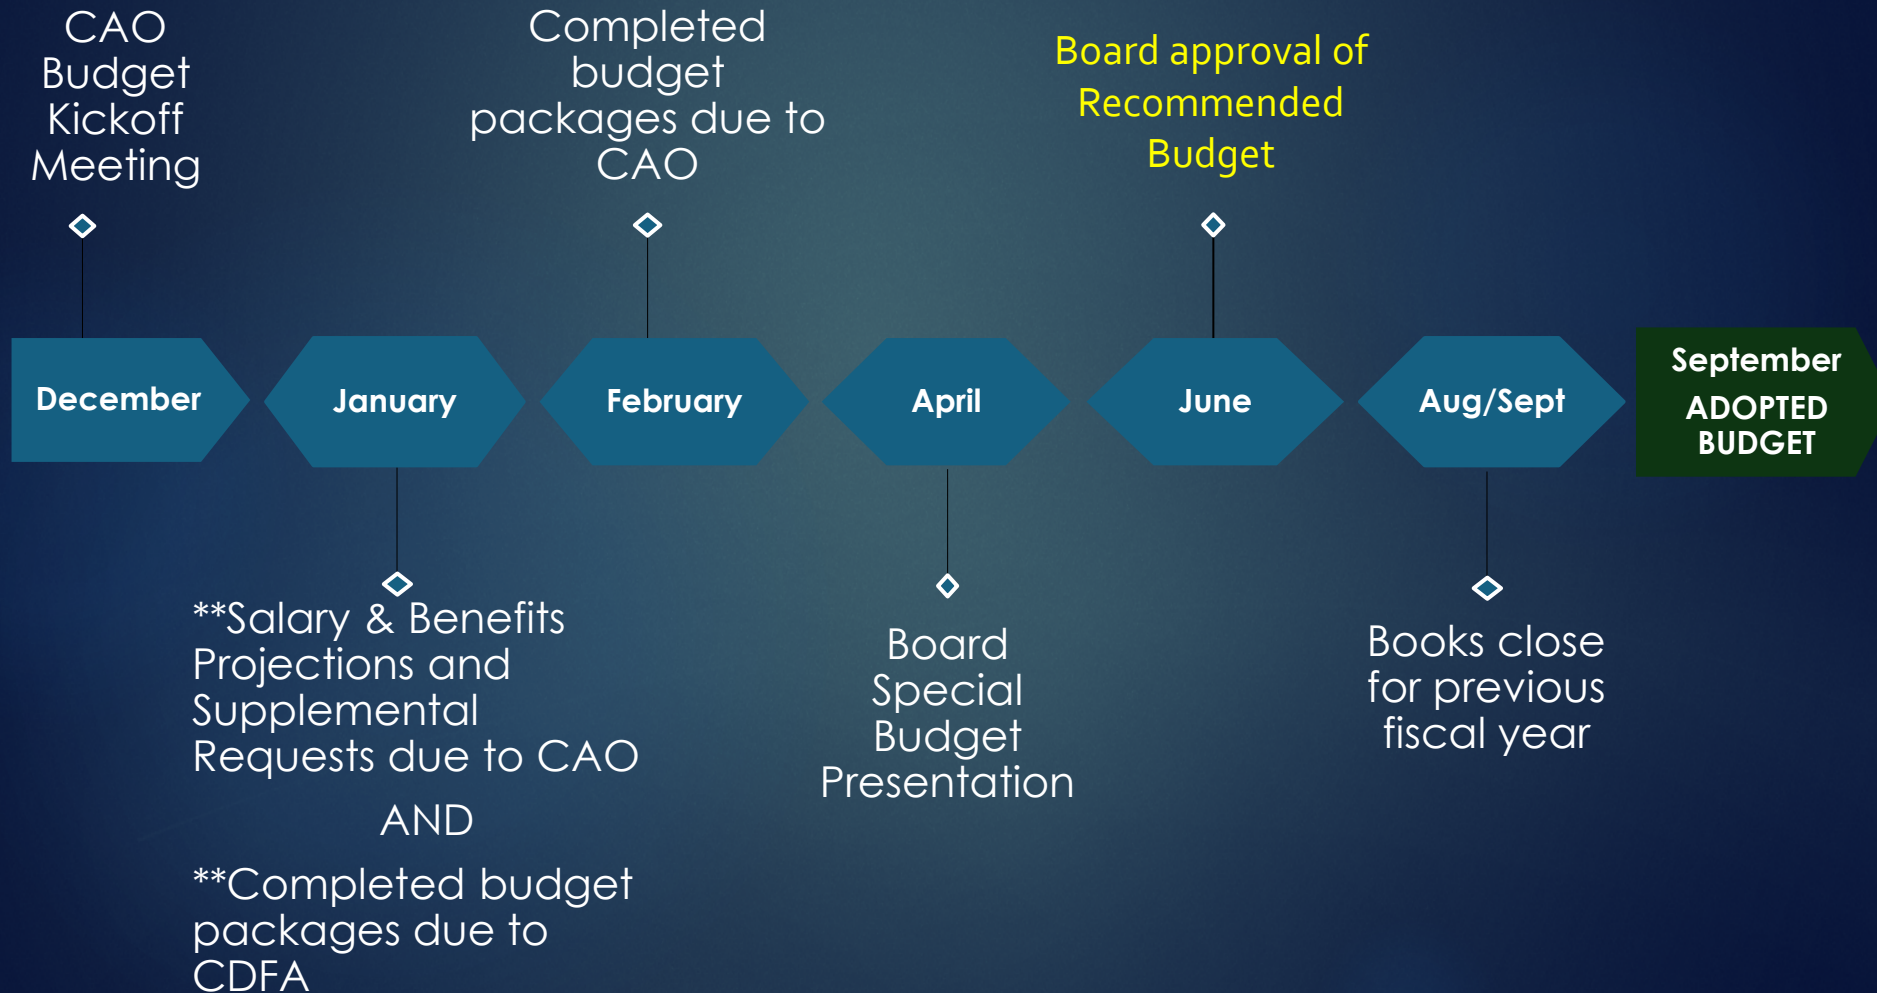 CAO
Budget
Kickoff
Meeting
Completed
budget
packages due to
CAO
Board approval of
Recommended
Budget
December
January
February
April
June
Aug/Sept
September
ADOPTED
BUDGET
**Salary & Benefits
Projections and
Supplemental
Requests due to CAO
AND
**Completed budget
packages due to
CDFA
Board
Special
Budget
Presentation
Books close
for previous
fiscal year